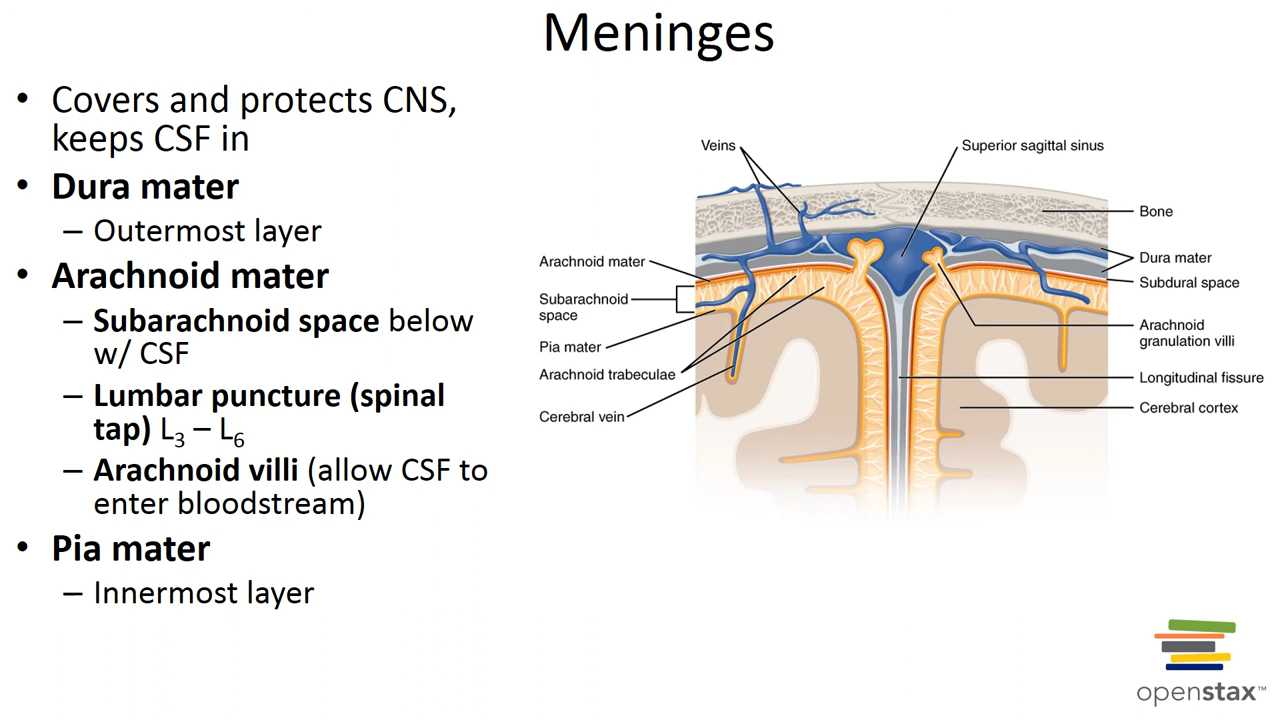 Meninges
• Covers and protects CNS,
keeps CSF in
• Dura mater
– Outermost layer
• Arachnoid mater
– Subarachnoid space below
w/ CSF
– Lumbar puncture (spinal
tap) L3 – L6
– Arachnoid villi (allow CSF to
enter bloodstream)
• Pia mater
– Innermost layer
Veins
Superior sagittal sinus
Bone
Arachnoid mater
Dura mater
Subdural space
Subarachnoid
space
Arachnoid
granulation villi
Pia mater
Arachnoid trabeculae
Longitudinal fissure
Cerebral vein
Cerebral cortex
openstax™